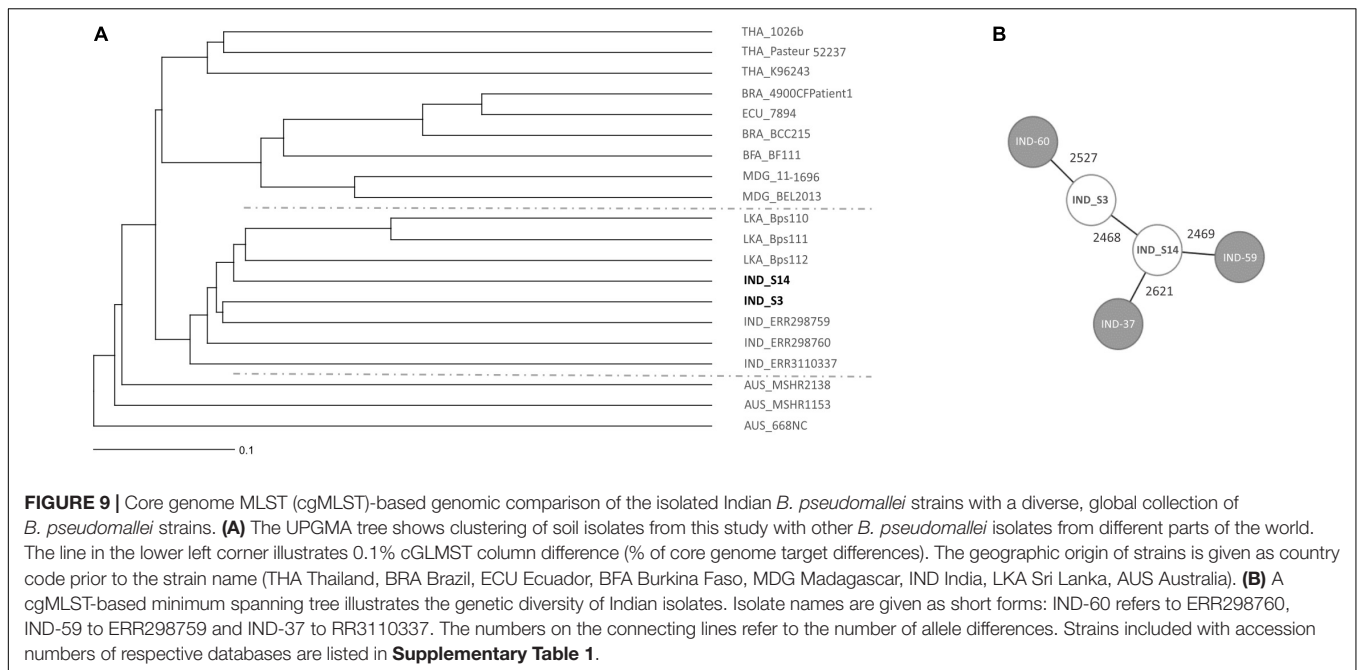 A
THA_1026b
THA_Pasteur 52237
THA_K96243
BRA_4900CFPatient1
ECU_7894
BRA_BCC215
BFA_BF111
MDG_11-1696
MDG_BEL2013
LKA_Bps110
LKA_Bps111
LKA_Bps112
IND_S14
IND_S3
IND_ERR298759
IND_ERR298760
IND_ERR3110337
AUS_MSHR2138
AUS_MSHR1153
AUS_668NC
0.1
B
IND-60
2527
IND_S3
2468
IND_S14
2469
IND-59
2621
IND-37
FIGURE 9 | Core genome MLST (cgMLST)-based genomic comparison of the isolated Indian B. pseudomallei strains with a diverse, global collection of
B. pseudomallei strains. (A) The UPGMA tree shows clustering of soil isolates from this study with other B. pseudomallei isolates from different parts of the world.
The line in the lower left corner illustrates 0.1% cGLMST column difference (% of core genome target differences). The geographic origin of strains is given as country
code prior to the strain name (THA Thailand, BRA Brazil, ECU Ecuador, BFA Burkina Faso, MDG Madagascar, IND India, LKA Sri Lanka, AUS Australia). (B) A
cgMLST-based minimum spanning tree illustrates the genetic diversity of Indian isolates. Isolate names are given as short forms: IND-60 refers to ERR298760,
IND-59 to ERR298759 and IND-37 to RR3110337. The numbers on the connecting lines refer to the number of allele differences. Strains included with accession
numbers of respective databases are listed in Supplementary Table 1.